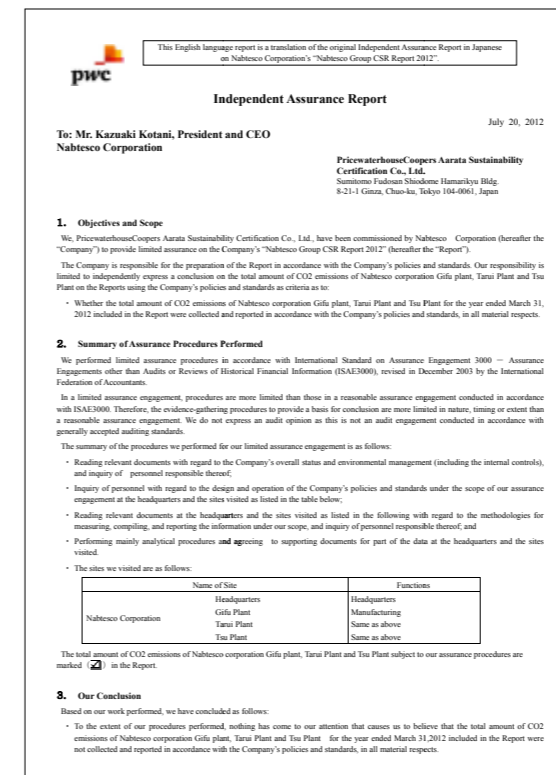 pwc
This English language report is a translation of the original Independent Assurance Report in Japanese
on Nabtesco Corporation's "Nabtesco Group CSR Report 2012".
Independent Assurance Report
July 20, 2012
To: Mr. Kazuaki Kotani, President and CEO
Nabtesco Corporation
PricewaterhouseCoopers Aarata Sustainability
Certification Co., Ltd.
Sumitomo Fudosan Shiodome Hamarikyu Bldg.
8-21-1 Ginza, Chuo-ku, Tokyo 104-0061, Japan
1. Objectives and Scope
We, PricewaterhouseCoopers Aarata Sustainability Certification Co., Ltd., have been commissioned by Nabtesco Corporation (hereafter the
"Company") to provide limited assurance on the Company's "Nabtesco Group CSR Report 2012" (hereafter the "Report").
The Company is responsible for the preparation of the Report in accordance with the Company's policies and standards. Our responsibility is
limited to independently express a conclusion on the total amount of CO2 emissions of Nabtesco corporation Gifu plant, Tarui Plant and Tsu
Plant on the Reports using the Company's policies and standards as criteria as to:
・Whether the total amount of CO2 emissions of Nabtesco corporation Gifu plant, Tarui Plant and Tsu Plant for the year ended March 31,
2012 included in the Report were collected and reported in accordance with the Company's policies and standards, in all material respects.
2. Summary of Assurance Procedures Performed
We performed limited assurance procedures in accordance with International Standard on Assurance Engagement 3000 － Assurance
Engagements other than Audits or Reviews of Historical Financial Information (ISAE3000), revised in December 2003 by the International
Federation of Accountants.
In a limited assurance engagement, procedures are more limited than those in a reasonable assurance engagement conducted in accordance
with ISAE3000. Therefore, the evidence-gathering procedures to provide a basis for conclusion are more limited in nature, timing or extent than
a reasonable assurance engagement. We do not express an audit opinion as this is not an audit engagement conducted in accordance with
generally accepted auditing standards.
The summary of the procedures we performed for our limited assurance engagement is as follows:
・Reading relevant documents with regard to the Company's overall status and environmental management (including the internal controls),
and inquiry of personnel responsible thereof;
・Inquiry of personnel with regard to the design and operation of the Company's policies and standards under the scope of our assurance
engagement at the headquarters and the sites visited as listed in the table below;
・Reading relevant documents at the headquarters and the sites visited as listed in the following with regard to the methodologies for
measuring, compiling, and reporting the information under our scope, and inquiry of personnel responsible thereof; and
・Performing mainly analytical procedures and agreeing to supporting documents for part of the data at the headquarters and the sites
visited.
・The sites we visited are as follows:
Name of Site Functions
Nabtesco Corporation
Headquarters Headquarters
Gifu Plant Manufacturing
Tarui Plant Same as above
Tsu Plant Same as above
The total amount of CO2 emissions of Nabtesco corporation Gifu plant, Tarui Plant and Tsu Plant subject to our assurance procedures are
marked (☑) in the Report.
3. Our Conclusion
Based on our work performed, we have concluded as follows:
・To the extent of our procedures performed, nothing has come to our attention that causes us to believe that the total amount of CO2
emissions of Nabtesco corporation Gifu plant, Tarui Plant and Tsu Plant for the year ended March 31,2012 included in the Report were
not collected and reported in accordance with the Company's policies and standards, in all material respects.